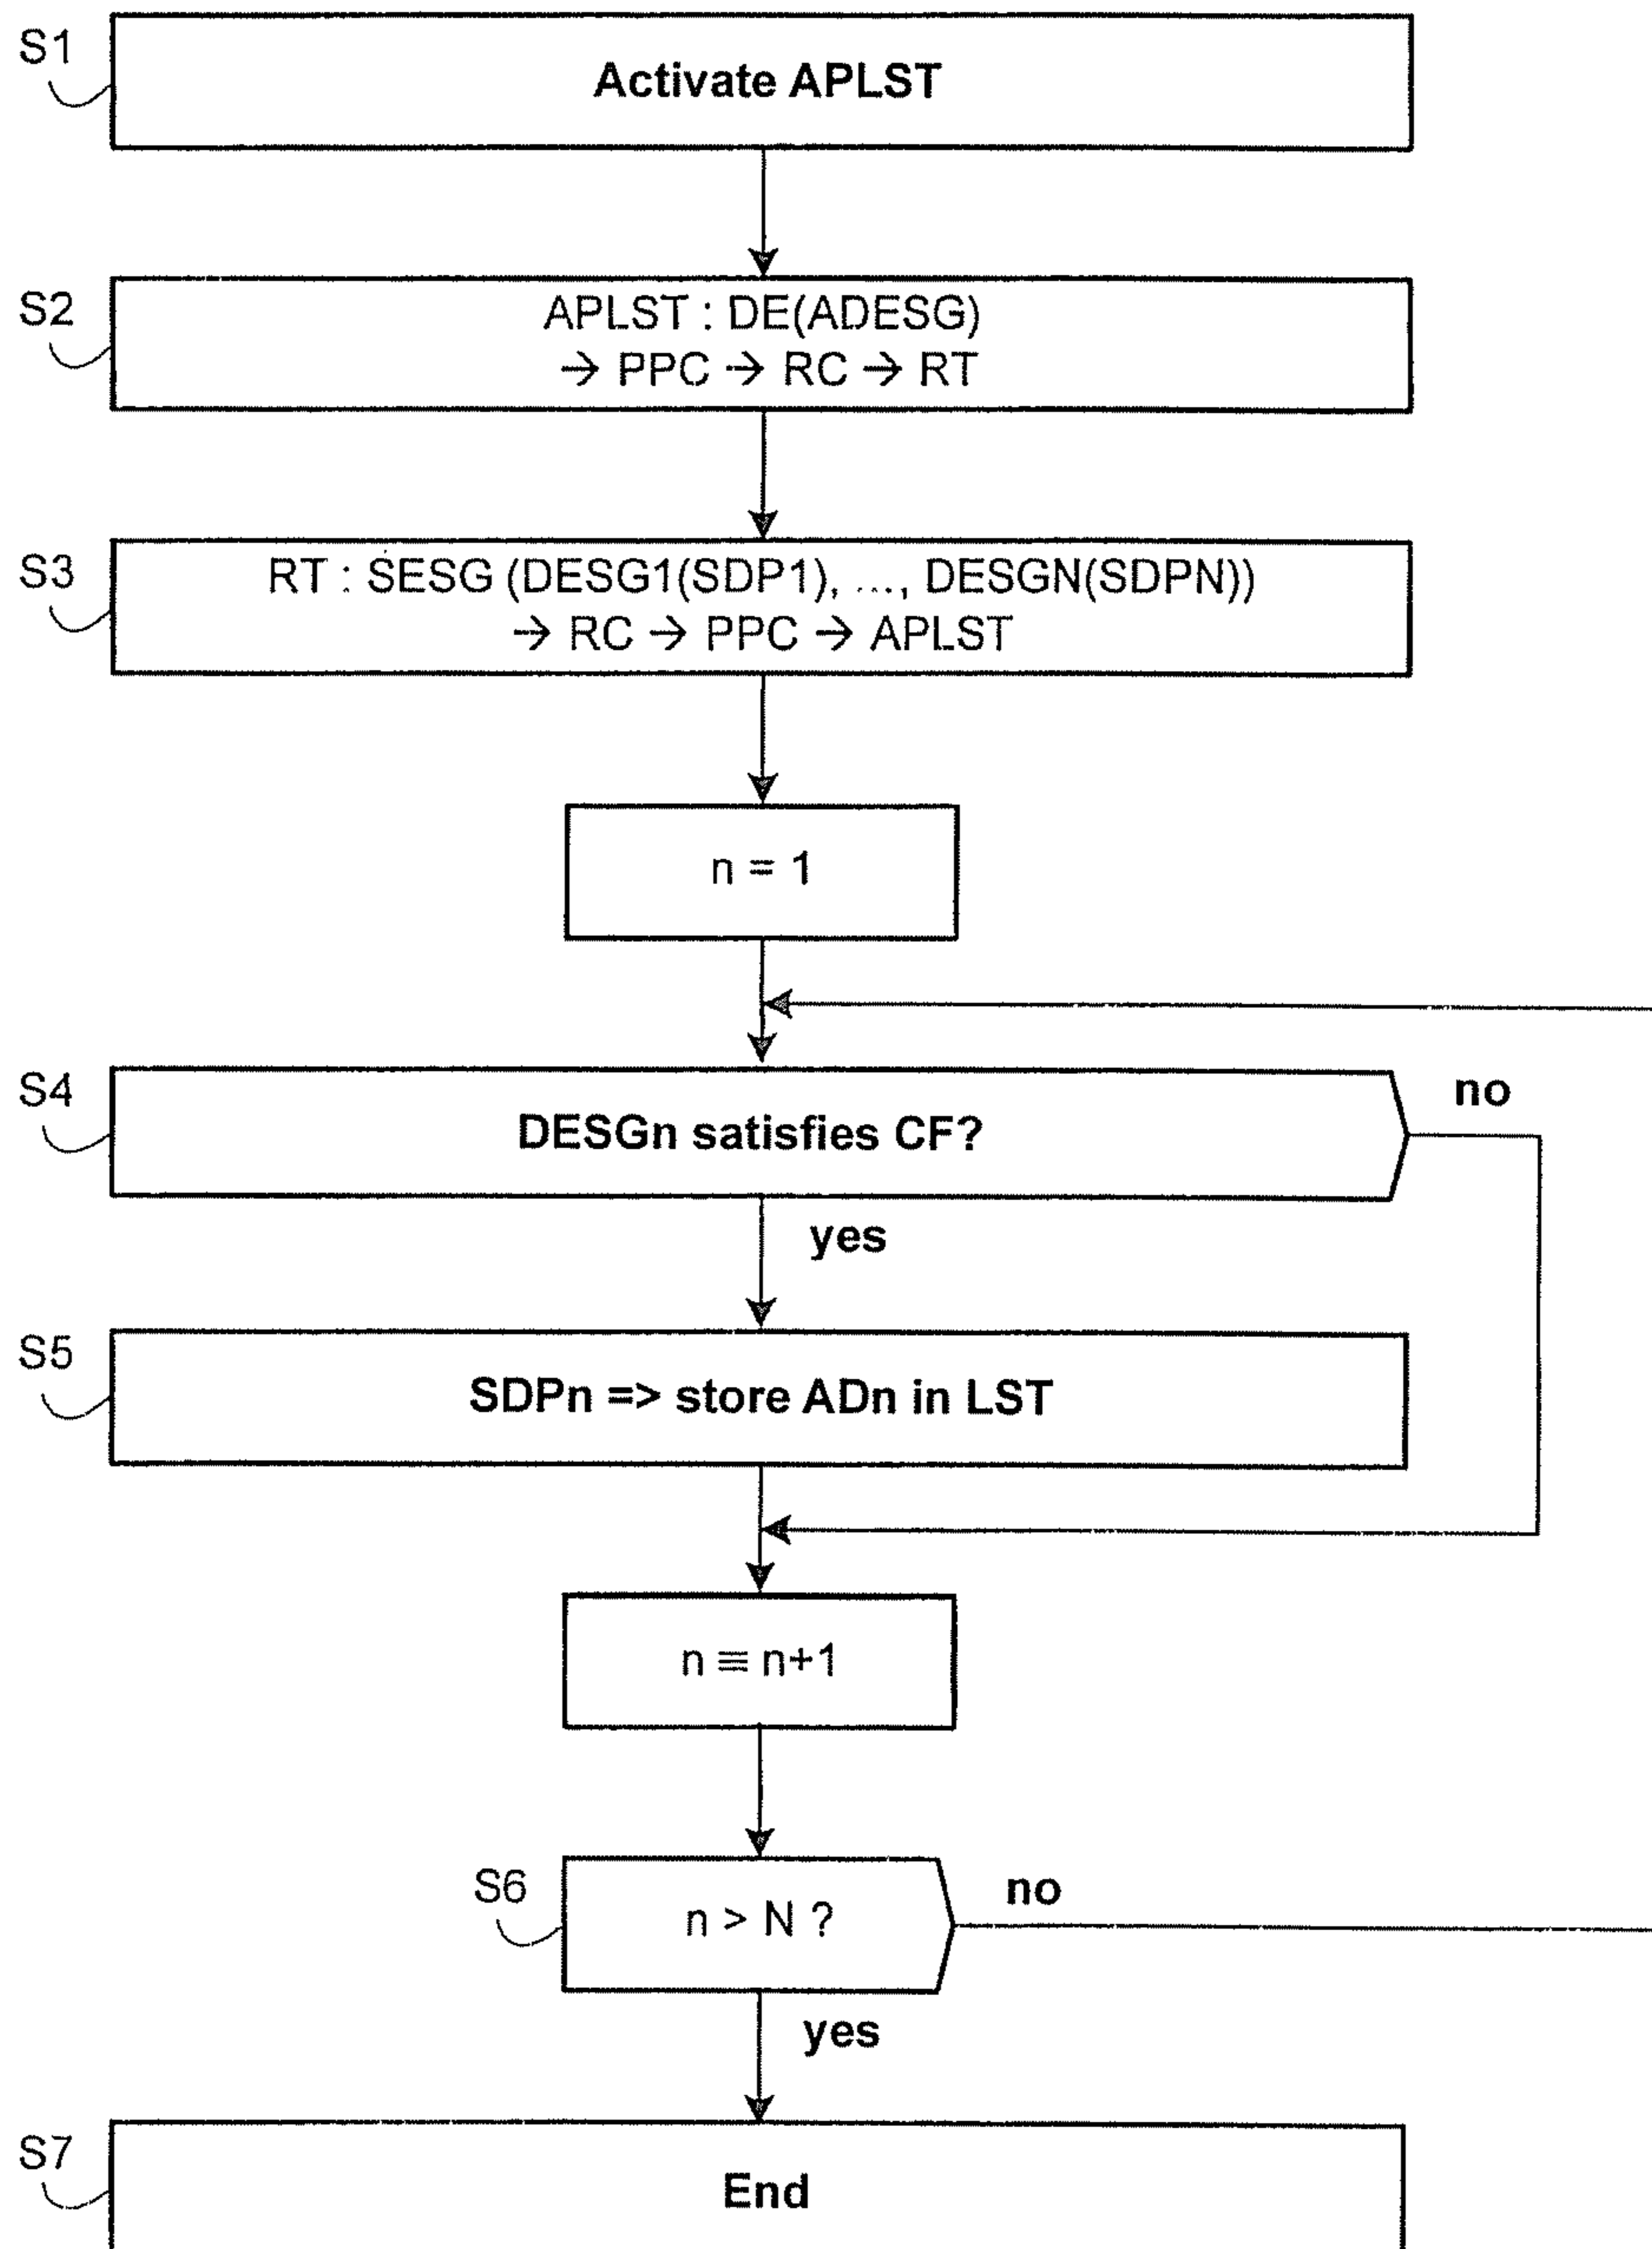 S1
Activate APLST
S2
APLST : DE(ADESG)
→ PPC → RC → RT
S3
RT : SESG (DESG1(SDP1), ..., DESGN(SDPN))
→ RC → PPC → APLST
n = 1
S4
DESGn satisfies CF?
no
yes
S5
SDPn => store ADn in LST
n ≡ n+1
S6
n > N ?
no
yes
S7
End